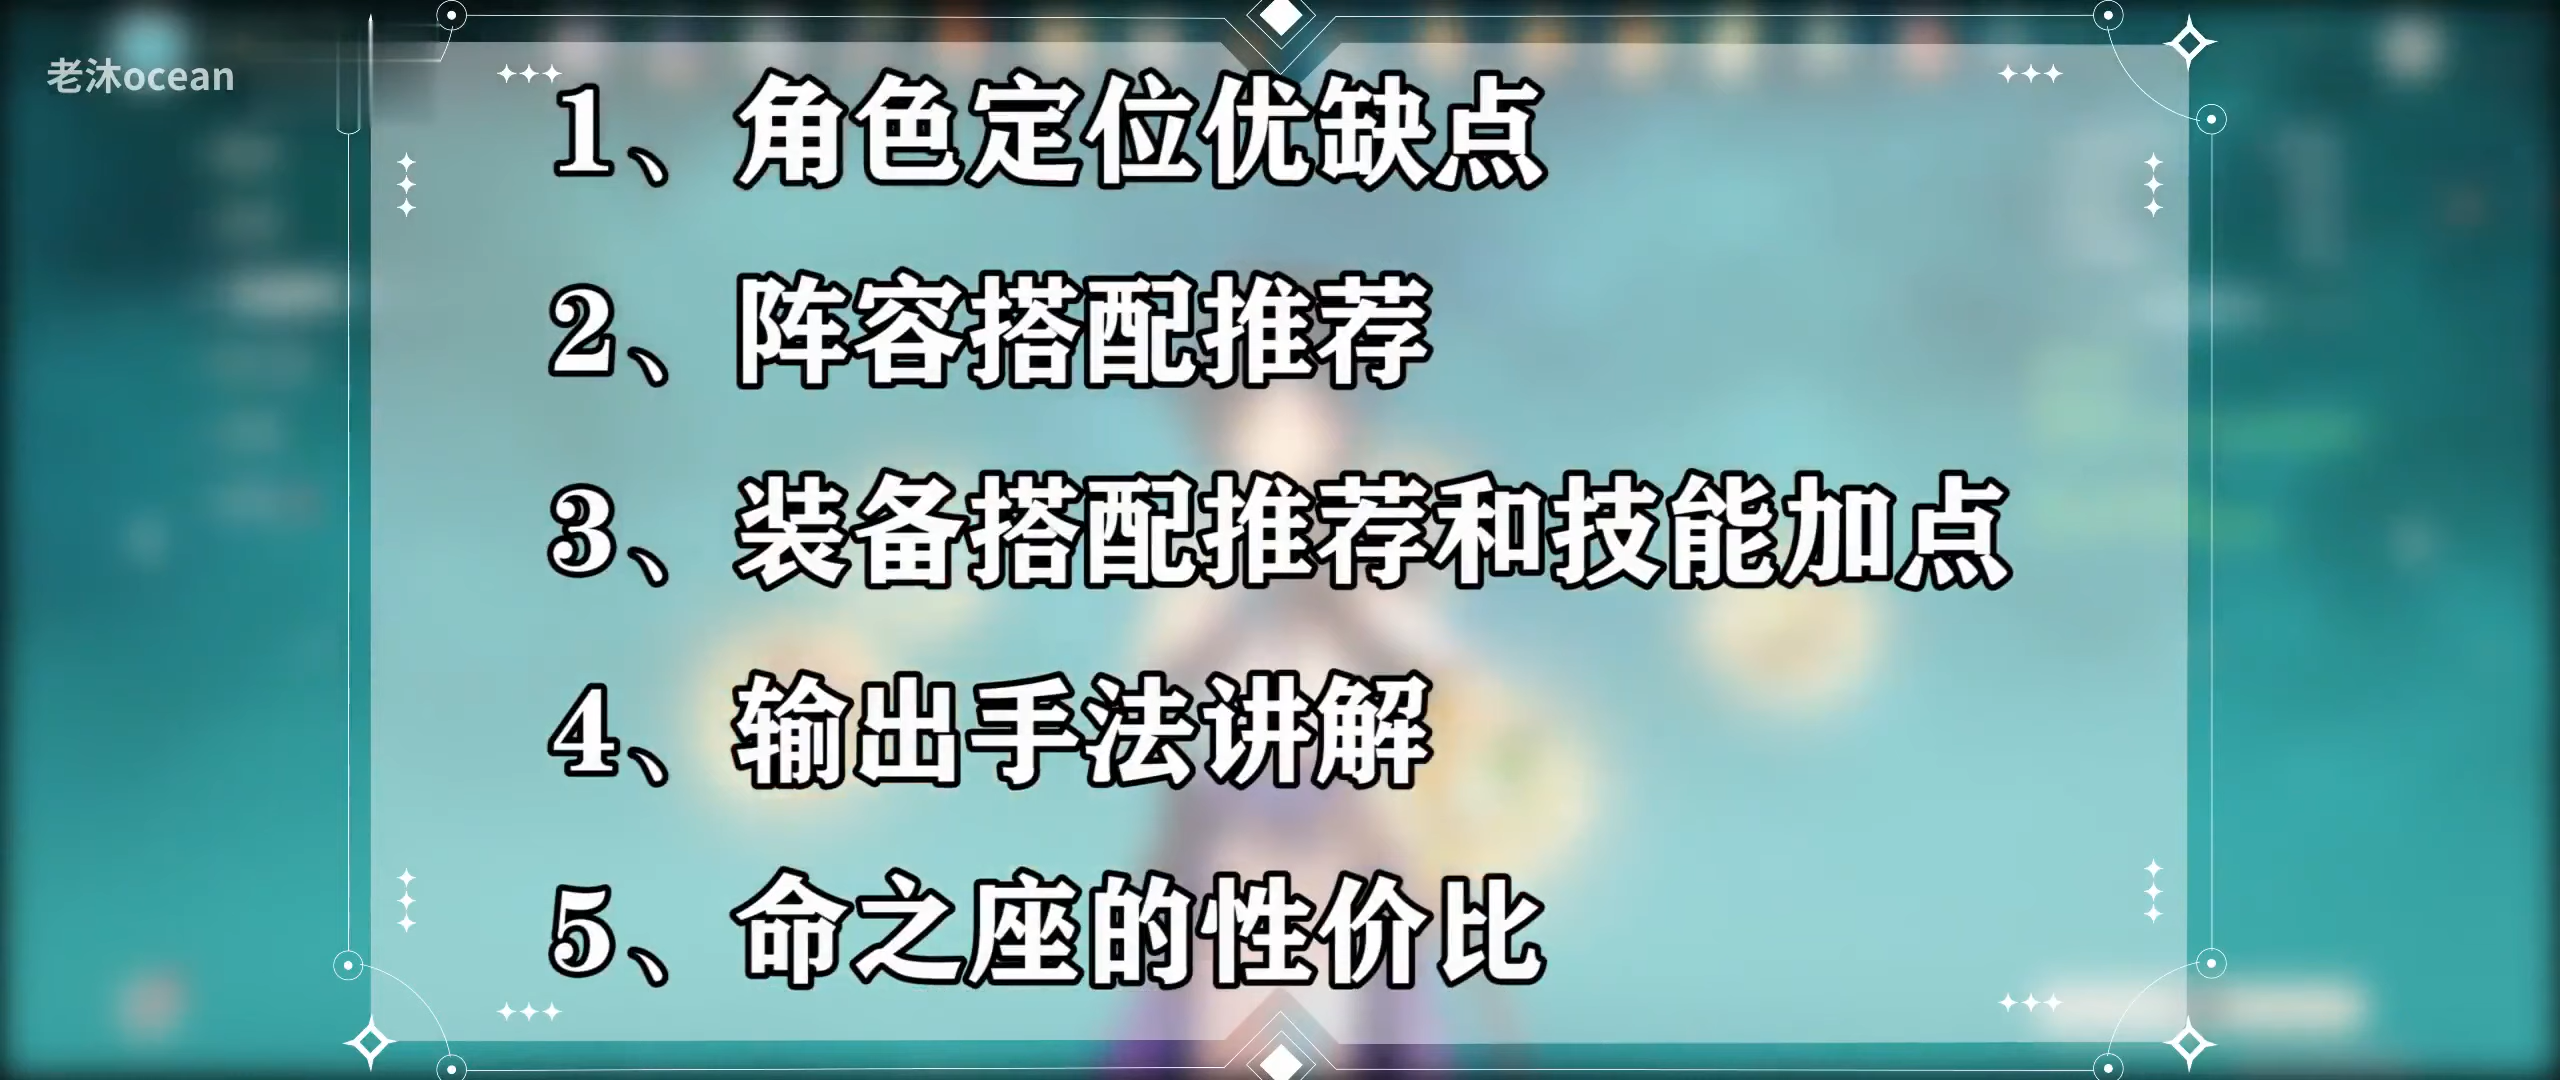 老沐ocean
1、角色定位优缺点
2、阵容搭配推荐
3、装备搭配推荐和技能加点
4、输出手法讲解
5、命之座的性价比